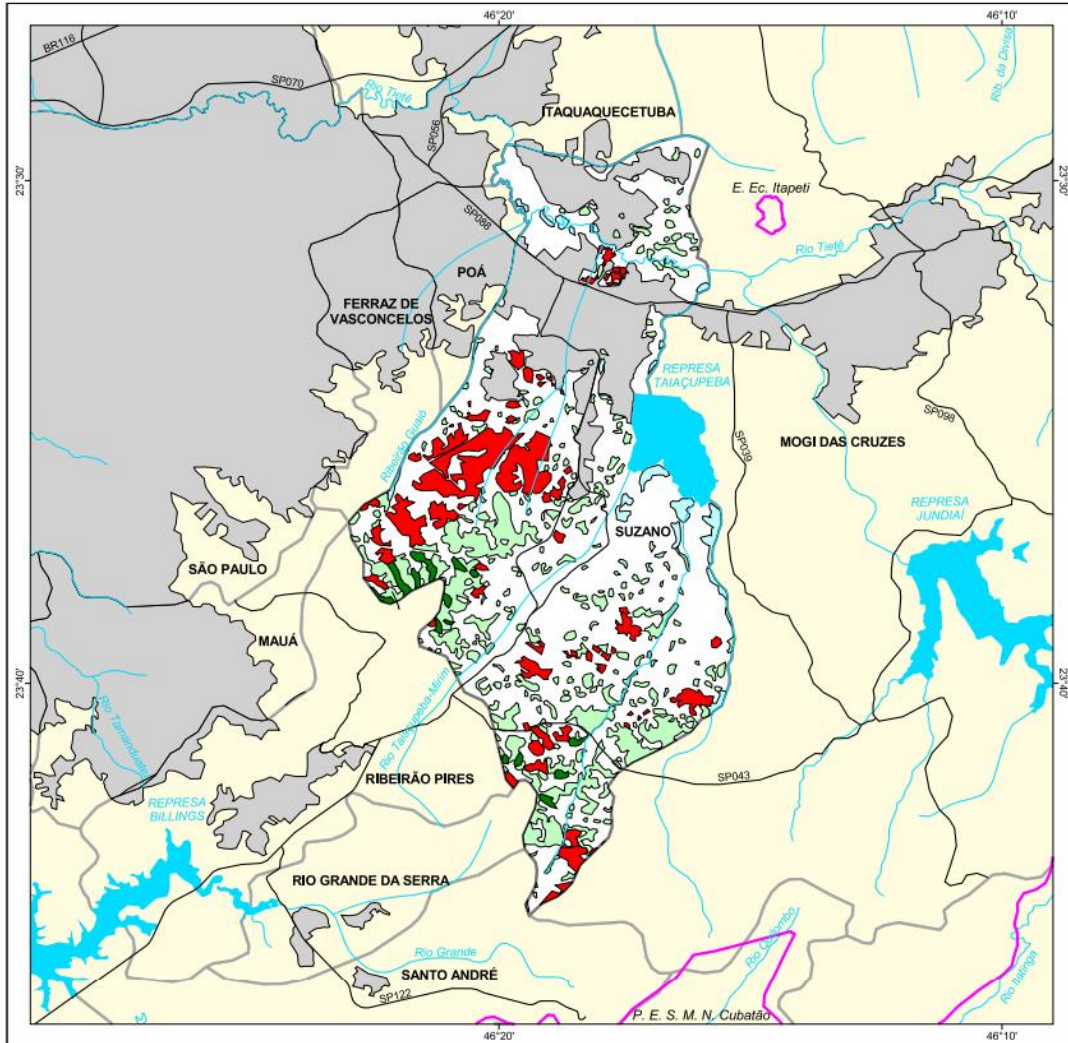 46°20'
46°10'
BR116
SP070
Rio Tietê
Rib. da Divisa
SP056
ITAQUAQUECETUBA
23°30'
23°30'
E. Ec. Itapeti
SP088
Rio Tietê
POÁ
FERRAZ DE
VASCONCELOS
REPRESA
TAIAÇUPEBA
SP098
Ribeirão Guaió
SP039
MOGI DAS CRUZES
REPRESA
JUNDIAÍ
SUZANO
SÃO PAULO
MAUÁ
23°40'
23°40'
Rio Tamanduateí
Rio Taiaçupeba-Mirim
RIBEIRÃO PIRES
SP043
REPRESA
BILLINGS
RIO GRANDE DA SERRA
Rio Grande
SANTO ANDRÉ
SP122
Rio Itatinga
P. E. S. M. N. Cubatão
46°20'
46°10'